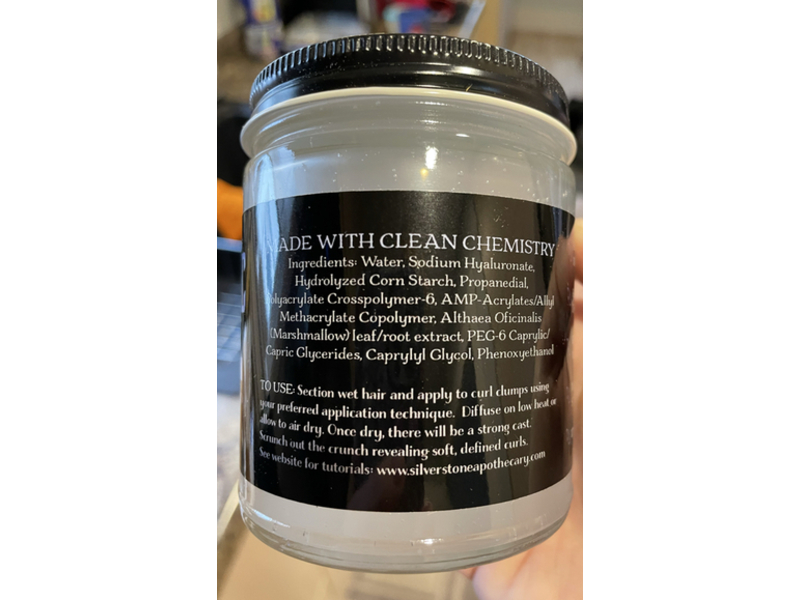 MADE WITH CLEAN CHEMISTRY
Ingredients: Water, Sodium Hyaluronate,
Hydrolyzed Corn Starch, Propanedial,
Polyacrylate Crosspolymer-6, AMP-Acrylates/Allyl
Methacrylate Copolymer, Althaea Oficinalis
(Marshmallow) leaf/root extract, PEG-6 Caprylic/
Capric Glycerides, Caprylyl Glycol, Phenoxyethanol
TO USE: Section wet hair and apply to curl clumps using
your preferred application technique. Diffuse on low heat or
allow to air dry. Once dry, there will be a strong cast.
Scrunch out the crunch revealing soft, defined curls.
See website for tutorials: www.silverstoneapothecary.com